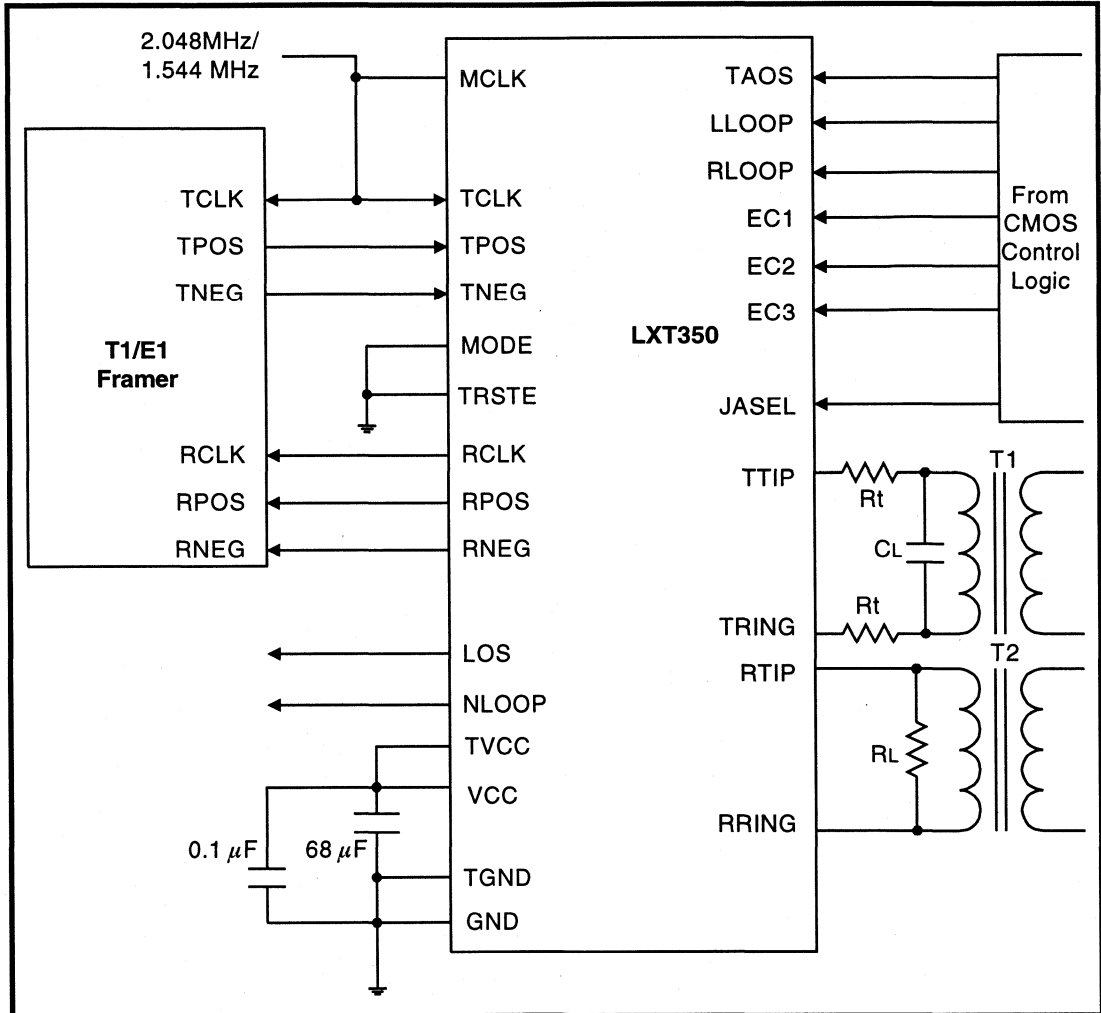 2.048MHz/
1.544 MHz
T1/E1
Framer
TCLK
TPOS
TNEG
RCLK
RPOS
RNEG
MCLK
TCLK
TPOS
TNEG
MODE
TRSTE
RCLK
RPOS
RNEG
LOS
NLOOP
TVCC
VCC
TGND
GND
0.1 μF
68 μF
LXT350
TAOS
LLOOP
RLOOP
EC1
EC2
EC3
JASEL
TTIP
TRING
RTIP
RRING
From
CMOS
Control
Logic
Rt
CL
Rt
T1
T2
RL